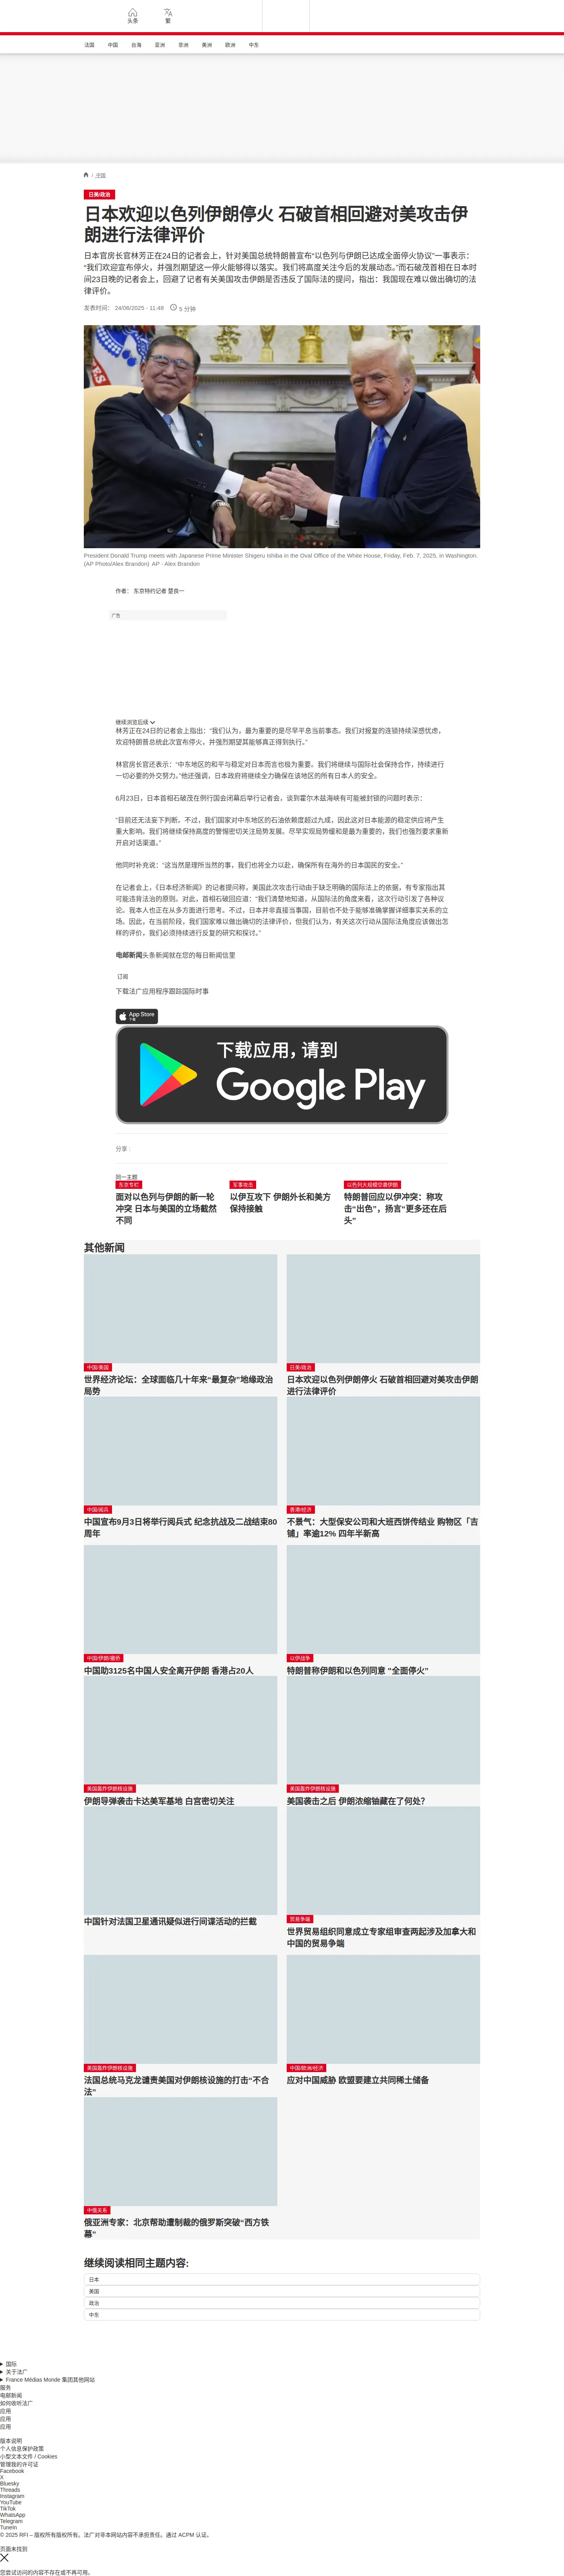 头条
繁
法国
中国
台海
亚洲
非洲
美洲
欧洲
中东
/ 中国
日美/政治
日本欢迎以色列伊朗停火 石破首相回避对美攻击伊
朗进行法律评价
日本官房长官林芳正在24日的记者会上，针对美国总统特朗普宣布“以色列与伊朗已达成全面停火协议”一事表示：
“我们欢迎宣布停火，并强烈期望这一停火能够得以落实。我们将高度关注今后的发展动态。”而石破茂首相在日本时
间23日晚的记者会上，回避了记者有关美国攻击伊朗是否违反了国际法的提问，指出：我国现在难以做出确切的法
律评价。
发表时间： 24/06/2025 - 11:48
5 分钟
President Donald Trump meets with Japanese Prime Minister Shigeru Ishiba in the Oval Office of the White House, Friday, Feb. 7, 2025, in Washington.
(AP Photo/Alex Brandon) AP - Alex Brandon
作者： 东京特约记者 楚良一
广告
继续浏览后续
林芳正在24日的记者会上指出：“我们认为，最为重要的是尽早平息当前事态。我们对报复的连锁持续深感忧虑，
欢迎特朗普总统此次宣布停火，并强烈期望其能够真正得到执行。”
林官房长官还表示：“中东地区的和平与稳定对日本而言也极为重要。我们将继续与国际社会保持合作，持续进行
一切必要的外交努力。”他还强调，日本政府将继续全力确保在该地区的所有日本人的安全。
6月23日，日本首相石破茂在例行国会闭幕后举行记者会，谈到霍尔木兹海峡有可能被封锁的问题时表示：
“目前还无法妄下判断。不过，我们国家对中东地区的石油依赖度超过九成，因此这对日本能源的稳定供应将产生
重大影响。我们将继续保持高度的警惕密切关注局势发展。尽早实现局势缓和是最为重要的，我们也强烈要求重新
开启对话渠道。”
他同时补充说：“这当然是理所当然的事，我们也将全力以赴，确保所有在海外的日本国民的安全。”
在记者会上，《日本经济新闻》的记者提问称，美国此次攻击行动由于缺乏明确的国际法上的依据，有专家指出其
可能违背法治的原则。对此，首相石破回应道：“我们清楚地知道，从国际法的角度来看，这次行动引发了各种议
论。我本人也正在从多方面进行思考。不过，日本并非直接当事国，目前也不处于能够准确掌握详细事实关系的立
场。因此，在当前阶段，我们国家难以做出确切的法律评价，但我们认为，有关这次行动从国际法角度应该做出怎
样的评价，我们必须持续进行反复的研究和探讨。”
电邮新闻头条新闻就在您的每日新闻信里
订阅
下载法广应用程序跟踪国际时事
App Store
下载
下载应用，请到
Google Play
分享 :
同一主题
东京专栏
面对以色列与伊朗的新一轮
冲突 日本与美国的立场截然
不同
军事攻击
以伊互攻下 伊朗外长和美方
保持接触
以色列大规模空袭伊朗
特朗普回应以伊冲突：称攻
击“出色”，扬言“更多还在后
头”
其他新闻
中国/美国
世界经济论坛：全球面临几十年来“最复杂”地缘政治
局势
日美/政治
日本欢迎以色列伊朗停火 石破首相回避对美攻击伊朗
进行法律评价
中国/阅兵
中国宣布9月3日将举行阅兵式 纪念抗战及二战结束80
周年
香港/经济
不景气：大型保安公司和大班西饼传结业 购物区「吉
铺」率逾12% 四年半新高
中国/伊朗/撤侨
中国助3125名中国人安全离开伊朗 香港占20人
以伊战争
特朗普称伊朗和以色列同意 "全面停火”
美国轰炸伊朗核设施
伊朗导弹袭击卡达美军基地 白宫密切关注
美国轰炸伊朗核设施
美国袭击之后 伊朗浓缩铀藏在了何处？
中国针对法国卫星通讯疑似进行间谍活动的拦截
贸易争端
世界贸易组织同意成立专家组审查两起涉及加拿大和
中国的贸易争端
美国轰炸伊朗核设施
法国总统马克龙谴责美国对伊朗核设施的打击“不合
法”
中国/欧洲/经济
应对中国威胁 欧盟要建立共同稀土储备
中俄关系
俄亚洲专家：北京帮助遭制裁的俄罗斯突破“西方铁
幕”
继续阅读相同主题内容:
日本
美国
政治
中东
国际
关于法广
France Médias Monde 集团其他网站
服务
电邮新闻
如何收听法广
应用
应用
应用
版本说明
个人信息保护政策
小型文本文件 / Cookies
管理我的许可证
Facebook
X
Bluesky
Threads
Instagram
YouTube
TikTok
WhatsApp
Telegram
TuneIn
© 2025 RFI – 版权所有版权所有。法广对非本网站内容不承担责任。通过 ACPM 认证。
页面未找到
您尝试访问的内容不存在或不再可用。